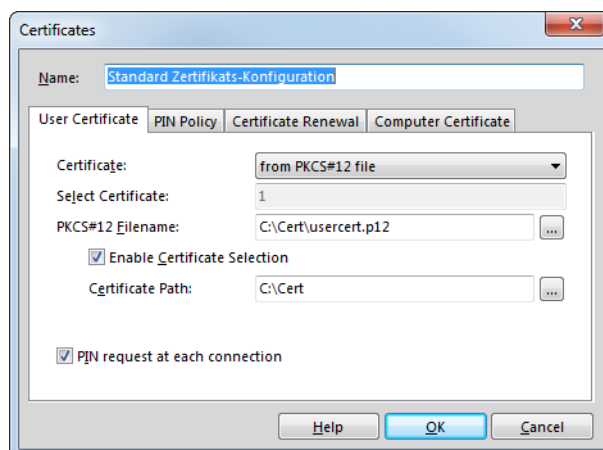 Certificates
Name: Standard Zertifikats-Konfiguration
User Certificate PIN Policy Certificate Renewal Computer Certificate
Certificate: from PKCS#12 file
Select Certificate: 1
PKCS#12 Filename: C:\Cert\usercert.p12 ...
Enable Certificate Selection
Certificate Path: C:\Cert ...
PIN request at each connection
Help OK Cancel